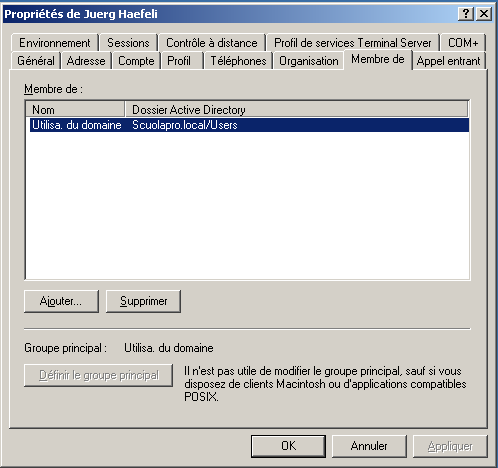 Propriétés de Juerg Haefeli
Environnement Sessions Contrôle à distance Profil de services Terminal Server COM+
Général Adresse Compte Profil Téléphones Organisation Membre de Appel entrant
Membre de :
Nom Dossier Active Directory
Utilisa. du domaine Scuolapro.local/Users
Ajouter... Supprimer
Groupe principal : Utilisa. du domaine
Définir le groupe principal
Il n'est pas utile de modifier le groupe principal, sauf si vous
disposez de clients Macintosh ou d'applications compatibles
POSIX.
OK Annuler Appliquer